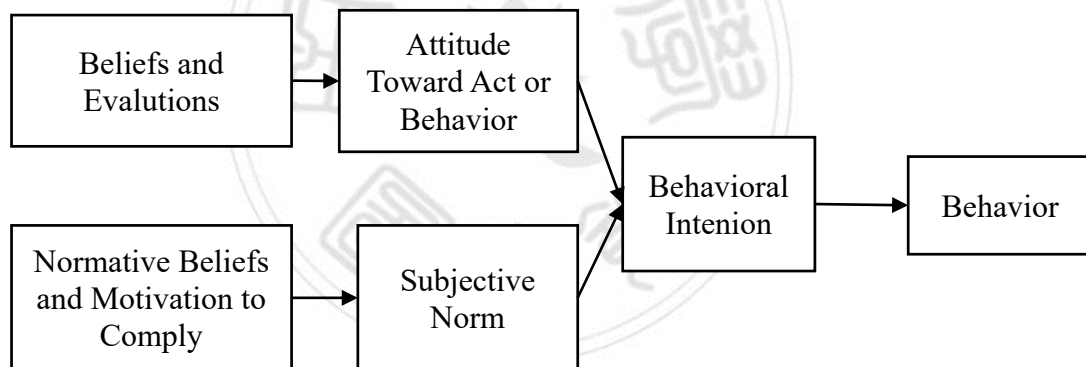 Beliefs and
Evalutions
Attitude
Toward Act or
Behavior
Normative Beliefs
and Motivation to
Comply
Subjective
Norm
Behavioral
Intenion
Behavior